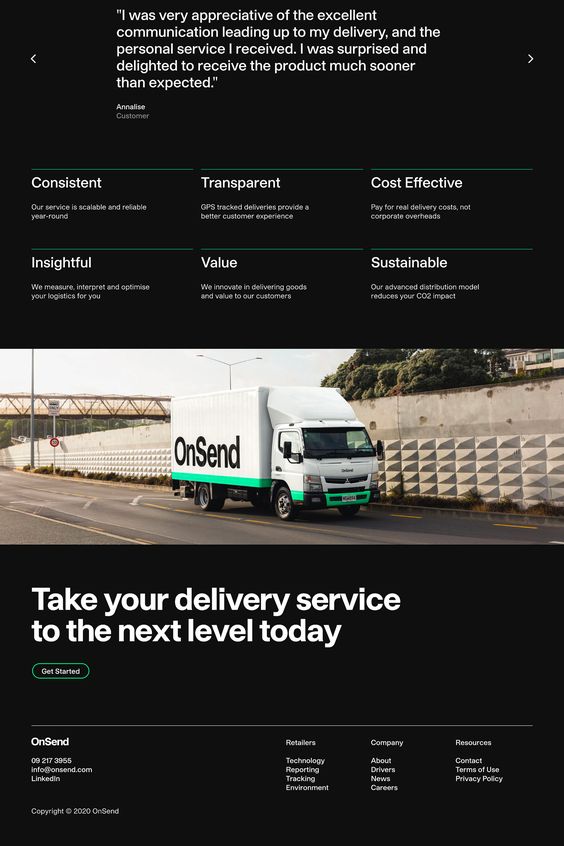 "I was very appreciative of the excellent
communication leading up to my delivery, and the
personal service I received. I was surprised and
delighted to receive the product much sooner
than expected."
Annalise
Customer
Consistent
Our service is scalable and reliable
year-round
Transparent
GPS tracked deliveries provide a
better customer experience
Cost Effective
Pay for real delivery costs, not
corporate overheads
Insightful
We measure, interpret and optimise
your logistics for you
Value
We innovate in delivering goods
and value to our customers
Sustainable
Our advanced distribution model
reduces your CO2 impact
OnSend
OnSend
Take your delivery service
to the next level today
Get Started
OnSend
09 217 3955
info@onsend.com
LinkedIn
Retailers
Technology
Reporting
Tracking
Environment
Company
About
Drivers
News
Careers
Resources
Contact
Terms of Use
Privacy Policy
Copyright © 2020 OnSend